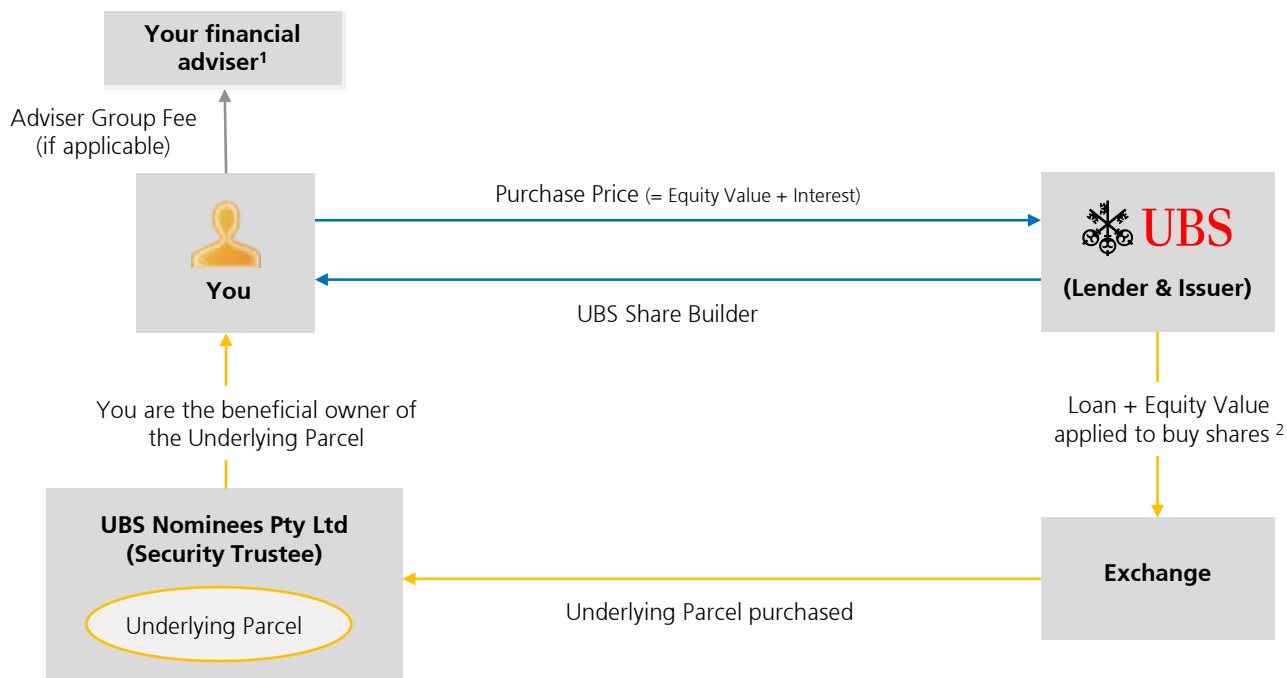 Your financial
adviser1
Adviser Group Fee
(if applicable)
Purchase Price (= Equity Value + Interest)
You
UBS
(Lender & Issuer)
UBS Share Builder
You are the beneficial owner of
the Underlying Parcel
Loan + Equity Value
applied to buy shares 2
UBS Nominees Pty Ltd
(Security Trustee)
Underlying Parcel
Underlying Parcel purchased
Exchange